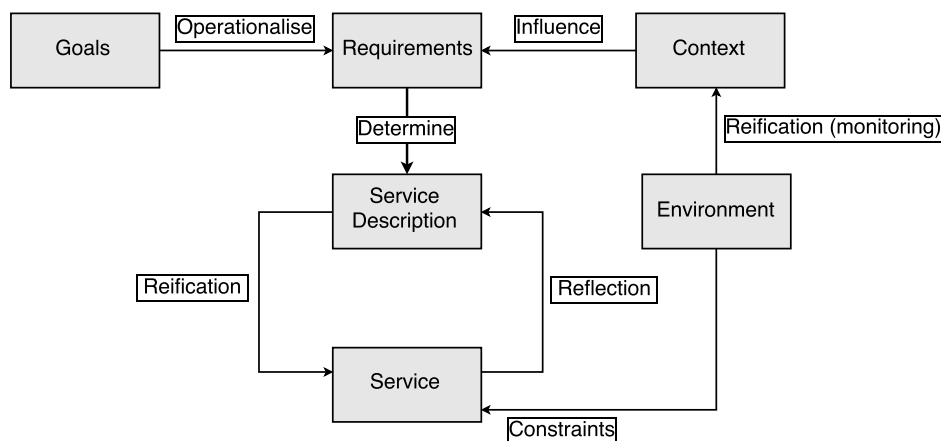 Goals
Operationalise
Requirements
Influence
Context
Determine
Reification (monitoring)
Service
Description
Environment
Reification
Reflection
Service
Constraints